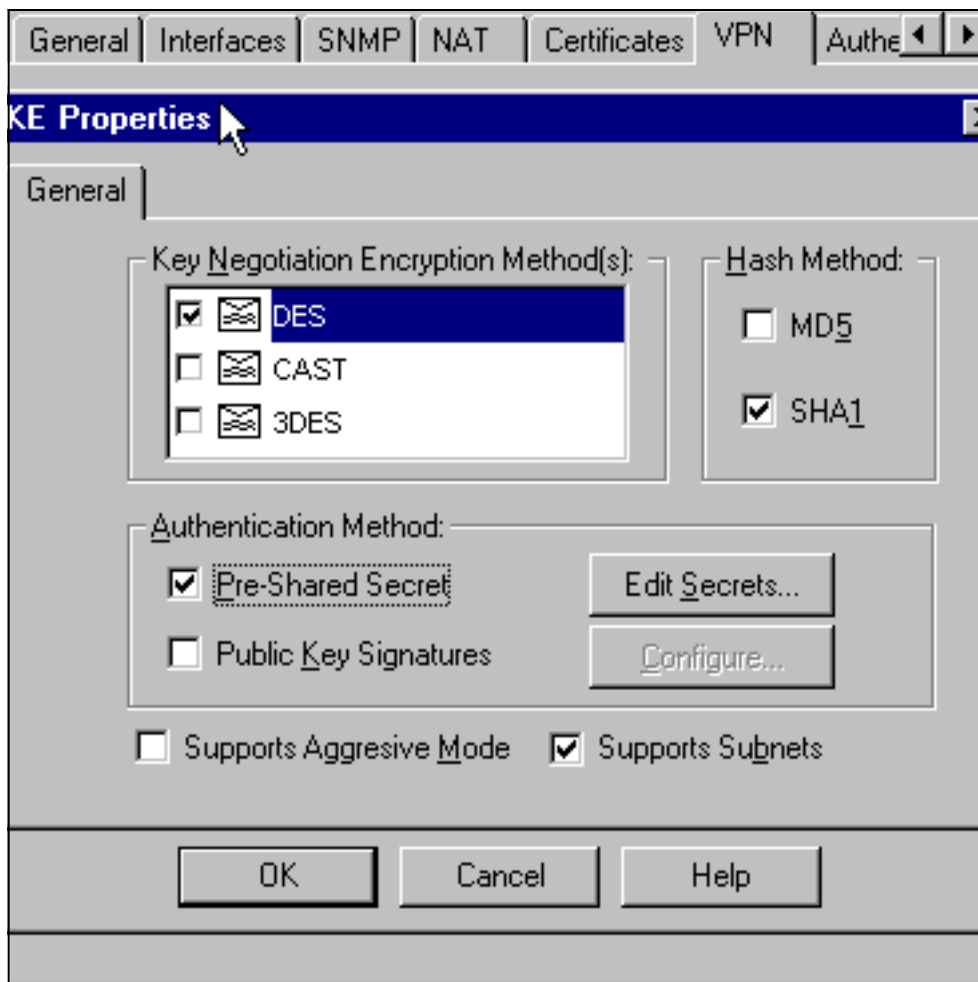 General Interfaces SNMP NAT Certificates VPN Authe
KE Properties
General
Key Negotiation Encryption Method(s):
Hash Method:
DES
CAST
3DES
MD5
SHA1
Authentication Method:
Pre-Shared Secret
Edit Secrets...
Public Key Signatures
Configure...
Supports Aggresive Mode
Supports Subnets
OK
Cancel
Help